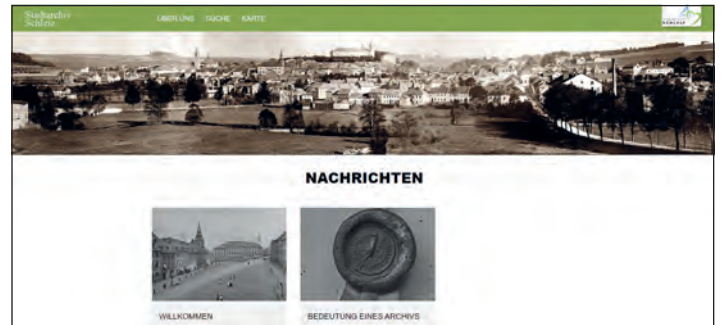 Stadtarchiv
Schleiz
ÜBER UNS SUCHE KARTE
NACHRICHTEN
WILLKOMMEN
BEDEUTUNG EINES ARCHIVS